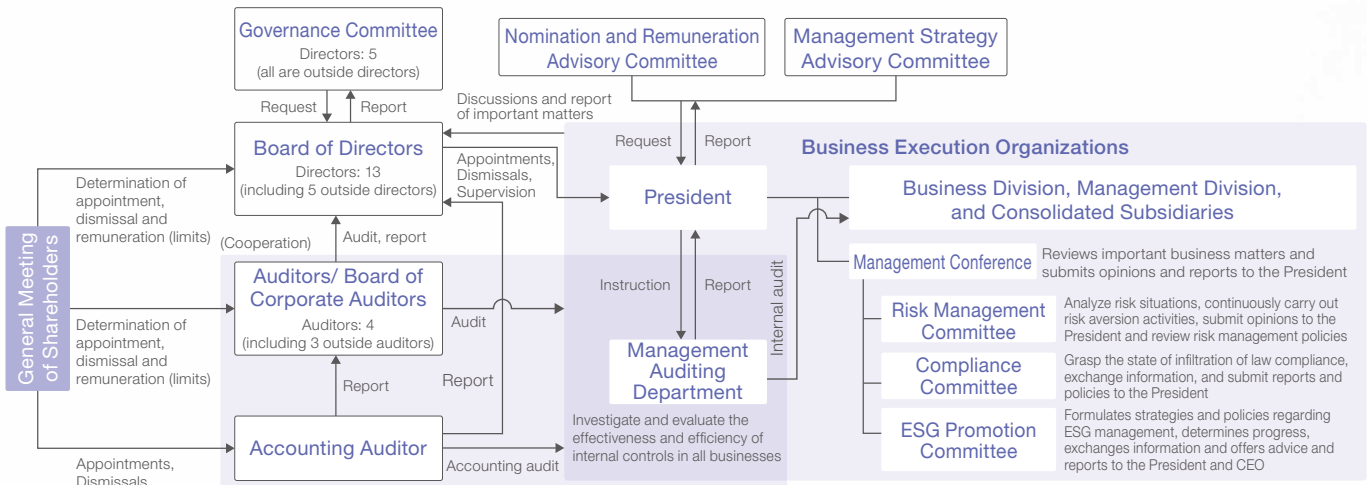 Governance Committee
Directors: 5
(all are outside directors)
Nomination and Remuneration
Advisory Committee
Management Strategy
Advisory Committee
Request
Report
Discussions and report
of important matters
Request
Report
Business Execution Organizations
Board of Directors
Directors: 13
(including 5 outside directors)
Appointments,
Dismissals,
Supervision
President
Business Division, Management Division,
and Consolidated Subsidiaries
Determination of
appointment,
dismissal and
remuneration (limits)
(Cooperation)
Audit, report
General Meeting
of Shareholders
Auditors/ Board of
Corporate Auditors
Auditors: 4
(including 3 outside auditors)
Audit
Instruction
Report
Internal audit
Management Conference
Reviews important business matters and
submits opinions and reports to the President
Risk Management
Committee
Analyze risk situations, continuously carry out
risk aversion activities, submit opinions to the
President and review risk management policies
Determination of
appointment,
dismissal and
remuneration (limits)
Report
Report
Management
Auditing
Department
Compliance
Committee
Grasp the state of infiltration of law compliance,
exchange information, and submit reports and
policies to the President
Investigate and evaluate the
effectiveness and efficiency of
internal controls in all businesses
ESG Promotion
Committee
Formulates strategies and policies regarding
ESG management, determines progress,
exchanges information and offers advice and
reports to the President and CEO
Accounting Auditor
Accounting audit
Appointments,
Dismissals